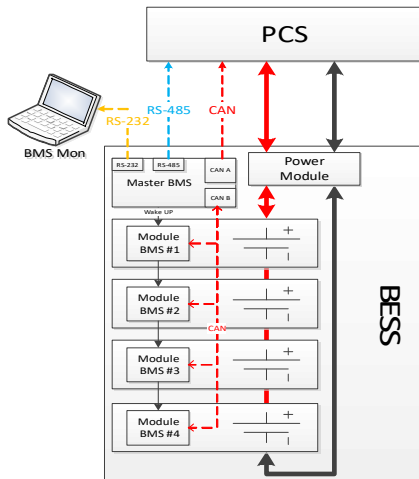 PCS
RS-485
CAN
RS-232
BMS Mon
RS-232
RS-485
CAN A
Master BMS
CAN B
Power
Module
Wake UP
Module
BMS #1
Module
BMS #2
CAN
Module
BMS #3
Module
BMS #4
BESS